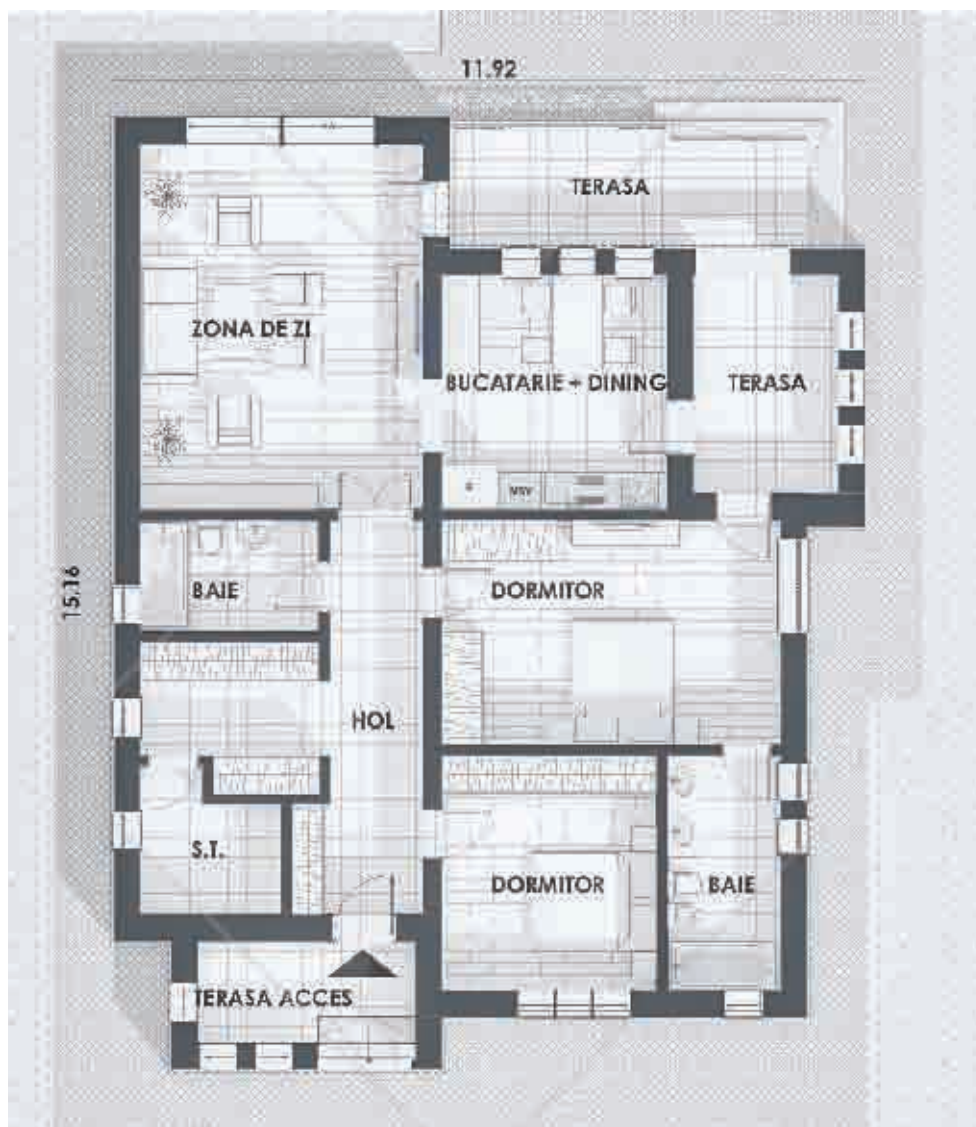 11.92
TERASA
ZONA DE ZI
BUCATARIE + DINING
TERASA
15.16
BAIE
DORMITOR
HOL
S.T.
DORMITOR
BAIE
TERASA ACCES